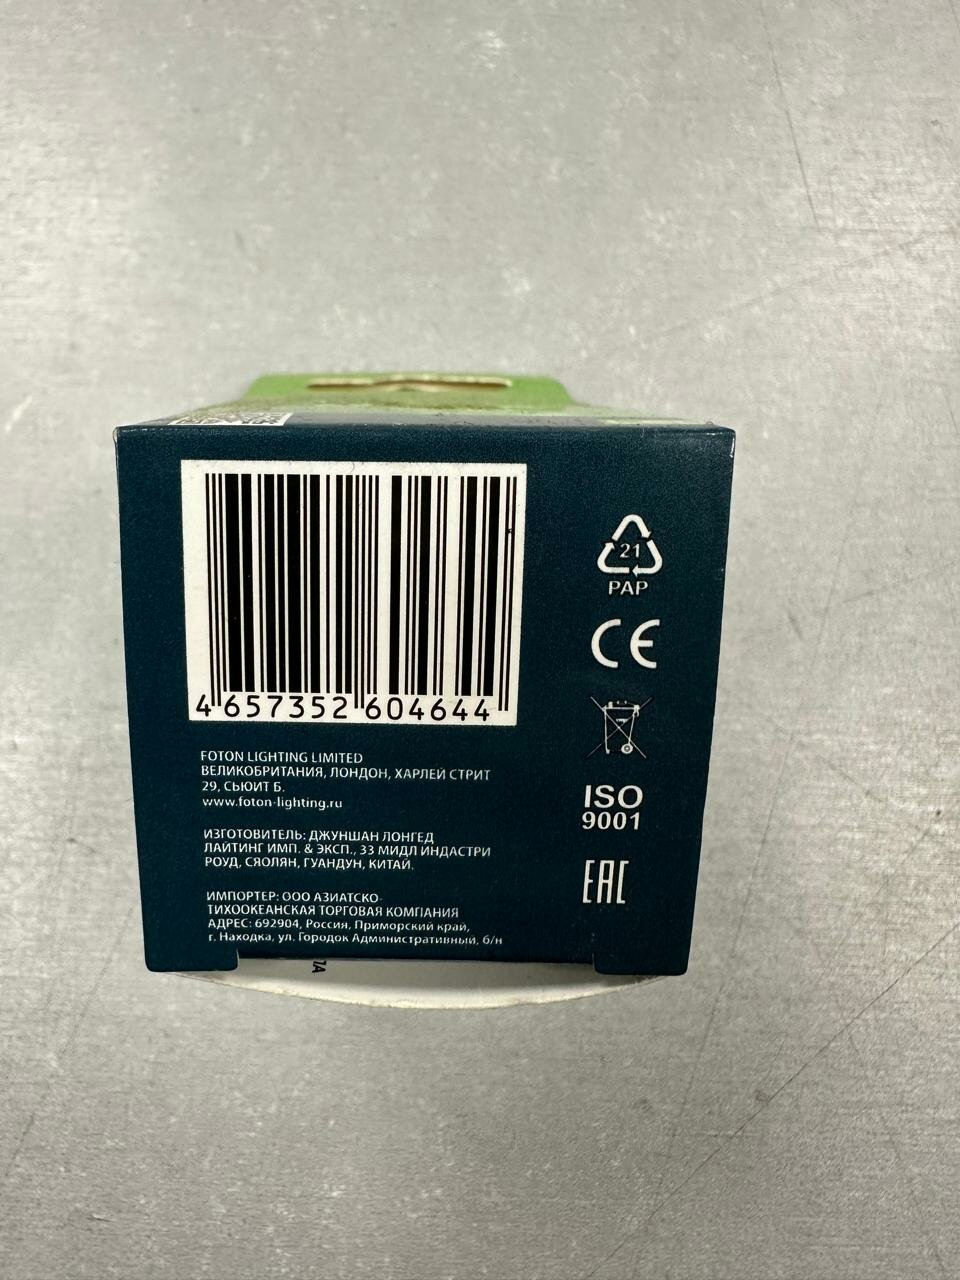 4 657352 604644
FOTON LIGHTING LIMITED
ВЕЛИКОБРИТАНИЯ, ЛОНДОН, ХАРЛЕЙ СТРИТ
29, СЬЮИТ Б.
www.foton-lighting.ru
ИЗГОТОВИТЕЛЬ: ДЖУНШАН ЛОНГЕД
ЛАЙТИНГ ИМП. & ЭКСП., 33 МИДЛ ИНДАСТРИ
РОУД, СЯОЛЯН, ГУАНДУН, КИТАЙ.
ИМПОРТЕР: ООО АЗИАТСКО-
ТИХООКЕАНСКАЯ ТОРГОВАЯ КОМПАНИЯ
АДРЕС: 692904, Россия, Приморский край,
г. Находка, ул. Городок Административный, б/н
21
PAP
CE
ISO
9001
EAC